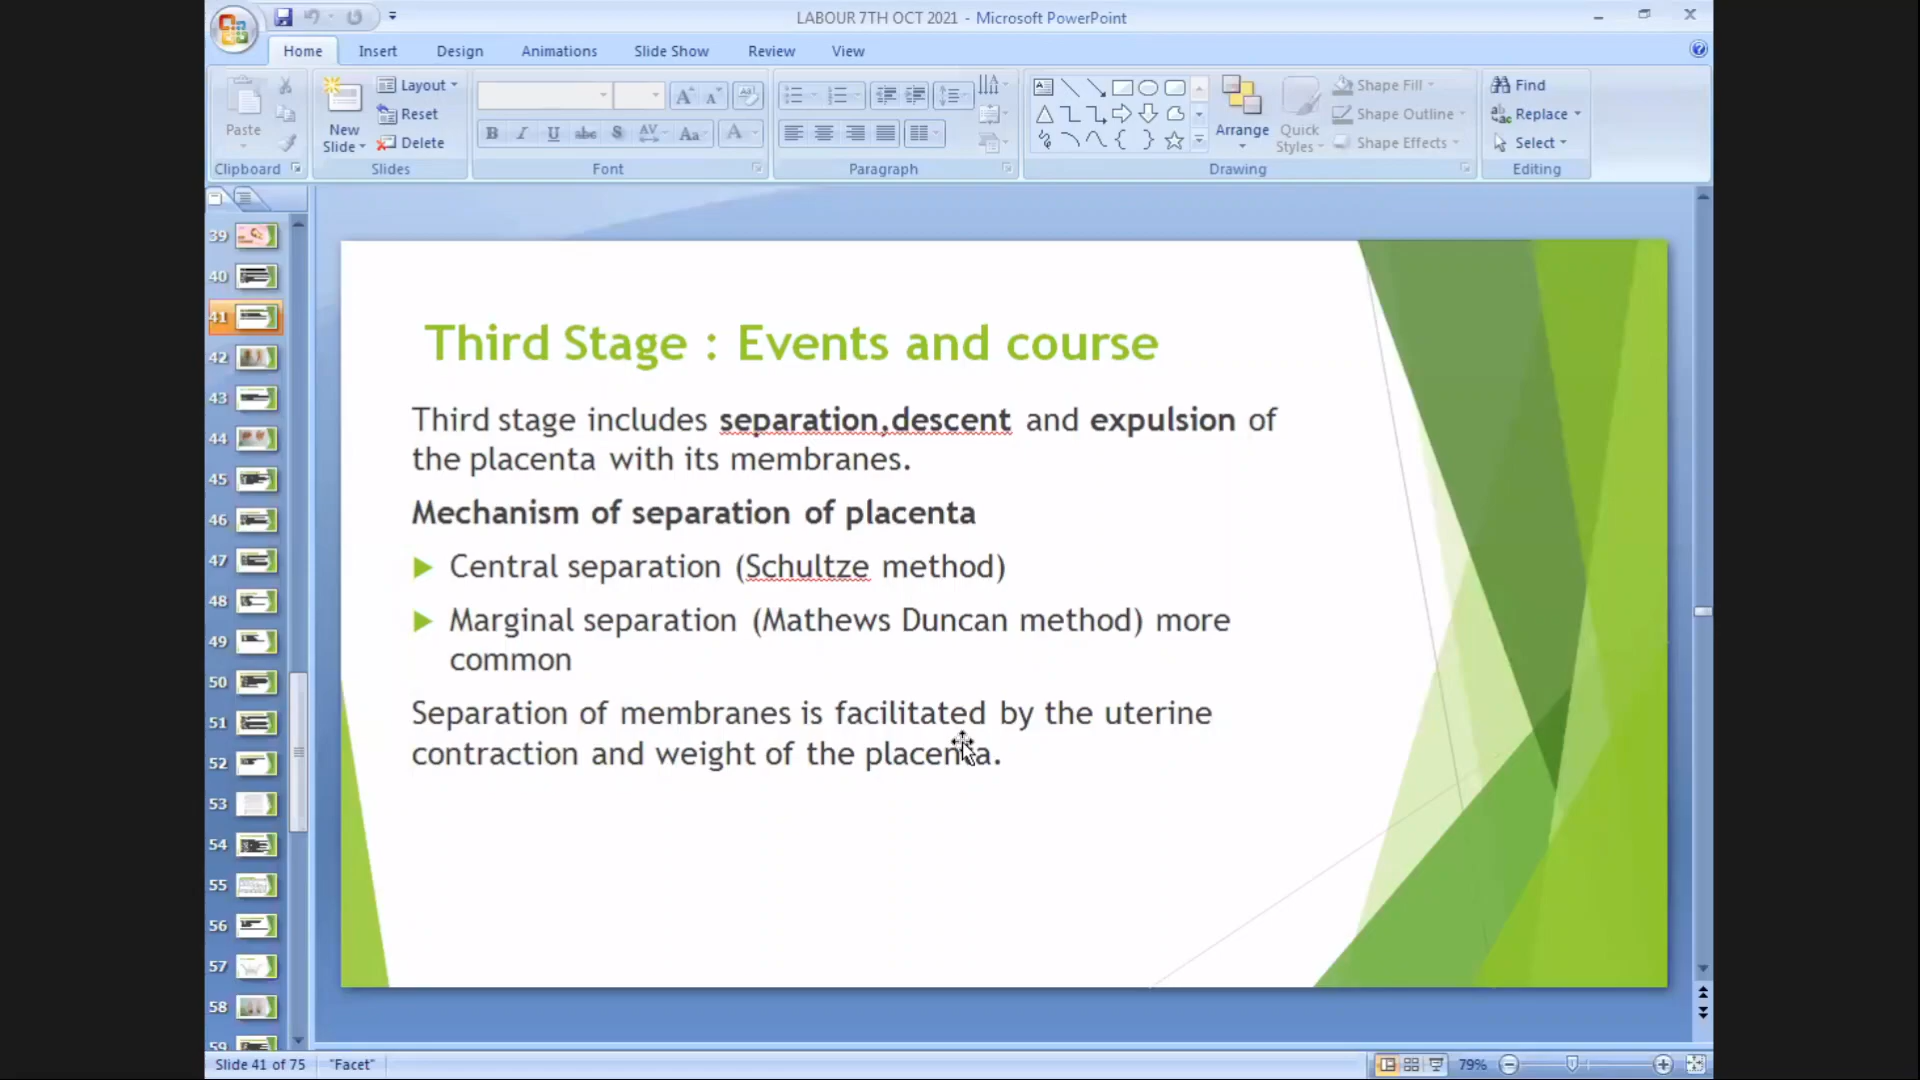 LABOUR 7TH OCT 2021 - Microsoft PowerPoint
Home Insert Design Animations Slide Show Review View
Paste
Clipboard
New
Slide
Layout
Reset
Delete
Slides
B I U abc S AV Aa A
Font
Paragraph
Arrange
Quick
Styles
Shape Fill
Shape Outline
Shape Effects
Drawing
Find
Replace
Select
Editing
39
40
41
42
43
44
45
46
47
48
49
50
51
52
53
54
55
56
57
58
59
Third Stage : Events and course
Third stage includes separation,descent and expulsion of
the placenta with its membranes.
Mechanism of separation of placenta
Central separation (Schultze method)
Marginal separation (Mathews Duncan method) more
common
Separation of membranes is facilitated by the uterine
contraction and weight of the placenta.
Slide 41 of 75 "Facet" 79%